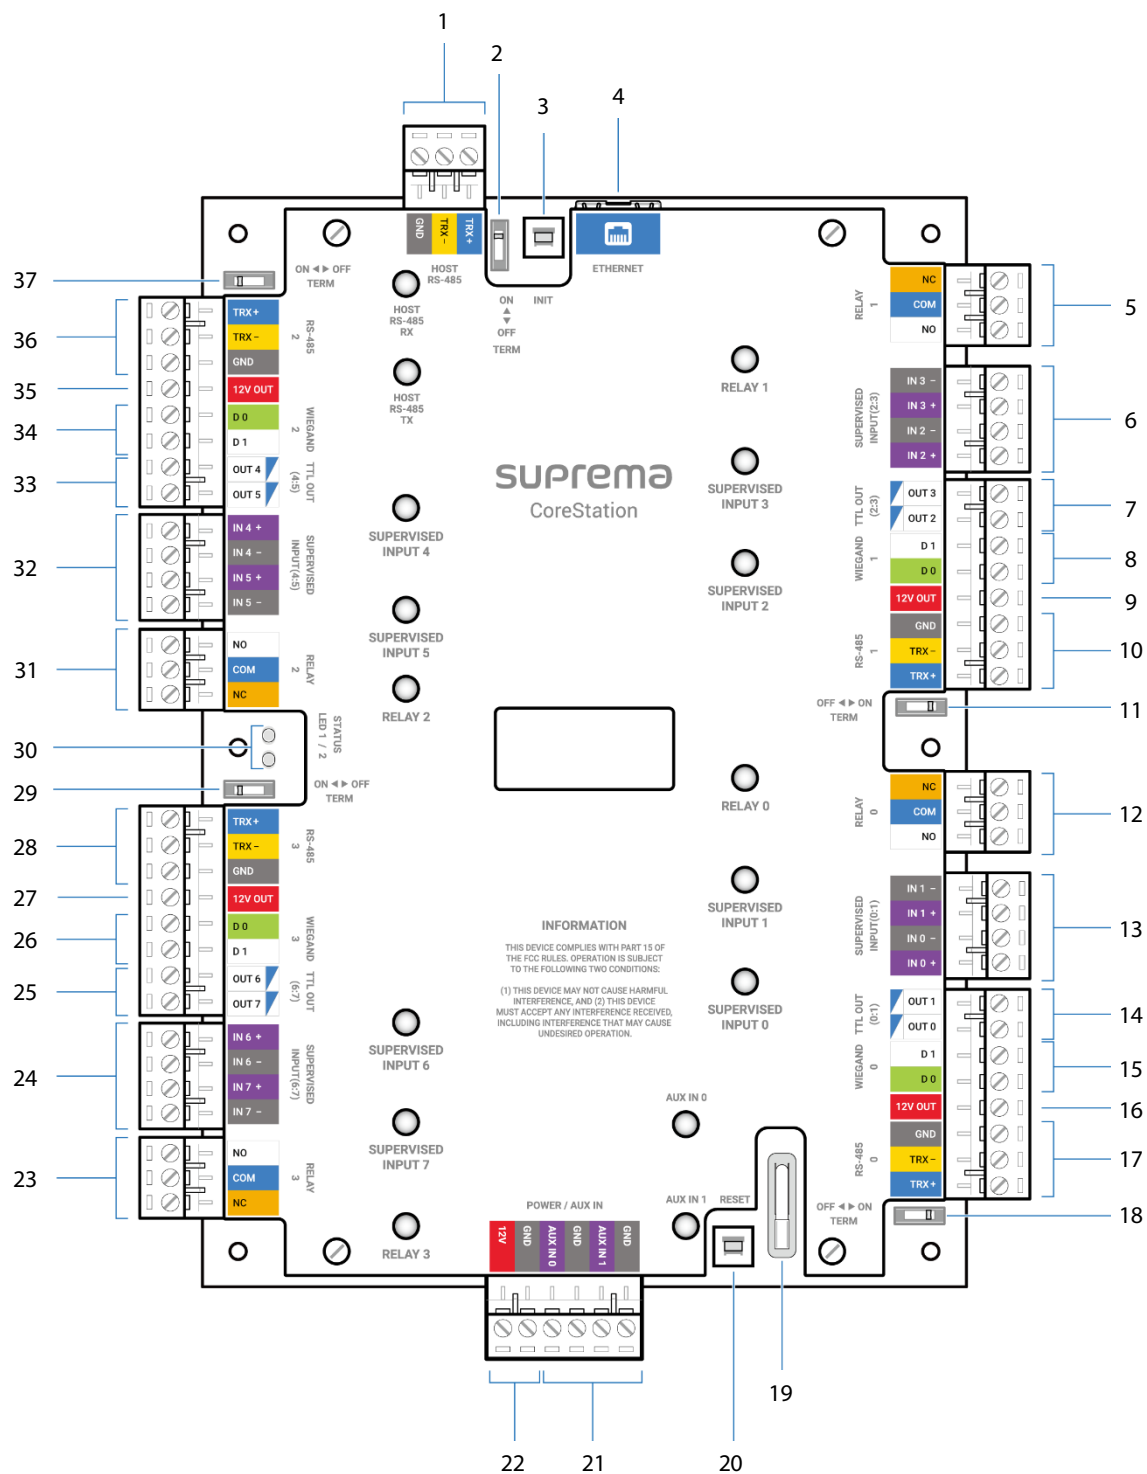 1
2
3
4
GND
TRX -
TRX +
HOST
RS-485
ETHERNET
INIT
ON
OFF
TERM
HOST
RS-485
RX
HOST
RS-485
TX
37
ON ◀ ▶ OFF
TERM
36
TRX +
TRX -
GND
RS-485
2
35
12V OUT
34
D 0
D 1
WIEGAND
2
33
OUT 4
OUT 5
TTL OUT
(4:5)
32
IN 4 +
IN 4 -
IN 5 +
IN 5 -
SUPERVISED
INPUT(4:5)
31
NO
COM
NC
RELAY
2
30
STATUS
LED 1 / 2
29
ON ◀ ▶ OFF
TERM
28
TRX +
TRX -
GND
RS-485
3
27
12V OUT
26
D 0
D 1
WIEGAND
3
25
OUT 6
OUT 7
TTL OUT
(6:7)
24
IN 6 +
IN 6 -
IN 7 +
IN 7 -
SUPERVISED
INPUT(6:7)
23
NO
COM
NC
RELAY
3
suprema
CoreStation
SUPERVISED
INPUT 4
SUPERVISED
INPUT 5
RELAY 2
SUPERVISED
INPUT 6
SUPERVISED
INPUT 7
RELAY 3
RELAY 1
SUPERVISED
INPUT 3
SUPERVISED
INPUT 2
RELAY 0
SUPERVISED
INPUT 1
SUPERVISED
INPUT 0
AUX IN 0
AUX IN 1
INFORMATION
THIS DEVICE COMPLIES WITH PART 15 OF
THE FCC RULES. OPERATION IS SUBJECT
TO THE FOLLOWING TWO CONDITIONS:
(1) THIS DEVICE MAY NOT CAUSE HARMFUL
INTERFERENCE, AND (2) THIS DEVICE
MUST ACCEPT ANY INTERFERENCE RECEIVED,
INCLUDING INTERFERENCE THAT MAY CAUSE
UNDESIRED OPERATION.
RELAY
1
NC
COM
NO
5
SUPERVISED
INPUT(2:3)
IN 3 -
IN 3 +
IN 2 -
IN 2 +
6
TTL OUT
(2:3)
OUT 3
OUT 2
7
WIEGAND
1
D 1
D 0
8
12V OUT
9
RS-485
1
GND
TRX -
TRX +
10
OFF ◀ ▶ ON
TERM
11
RELAY
0
NC
COM
NO
12
SUPERVISED
INPUT(0:1)
IN 1 -
IN 1 +
IN 0 -
IN 0 +
13
TTL OUT
(0:1)
OUT 1
OUT 0
14
WIEGAND
0
D 1
D 0
15
12V OUT
16
RS-485
0
GND
TRX -
TRX +
17
OFF ◀ ▶ ON
TERM
18
POWER / AUX IN
12V
GND
AUX IN 0
GND
AUX IN 1
GND
RESET
19
20
21
22